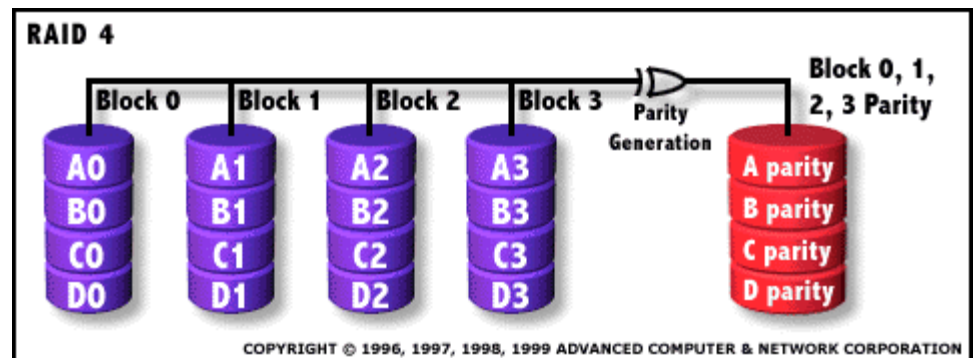 RAID 4
Block 0
Block 1
Block 2
Block 3
Parity
Generation
Block 0, 1,
2, 3 Parity
A0
A1
A2
A3
A parity
B0
B1
B2
B3
B parity
C0
C1
C2
C3
C parity
D0
D1
D2
D3
D parity
COPYRIGHT © 1996, 1997, 1998, 1999 ADVANCED COMPUTER & NETWORK CORPORATION